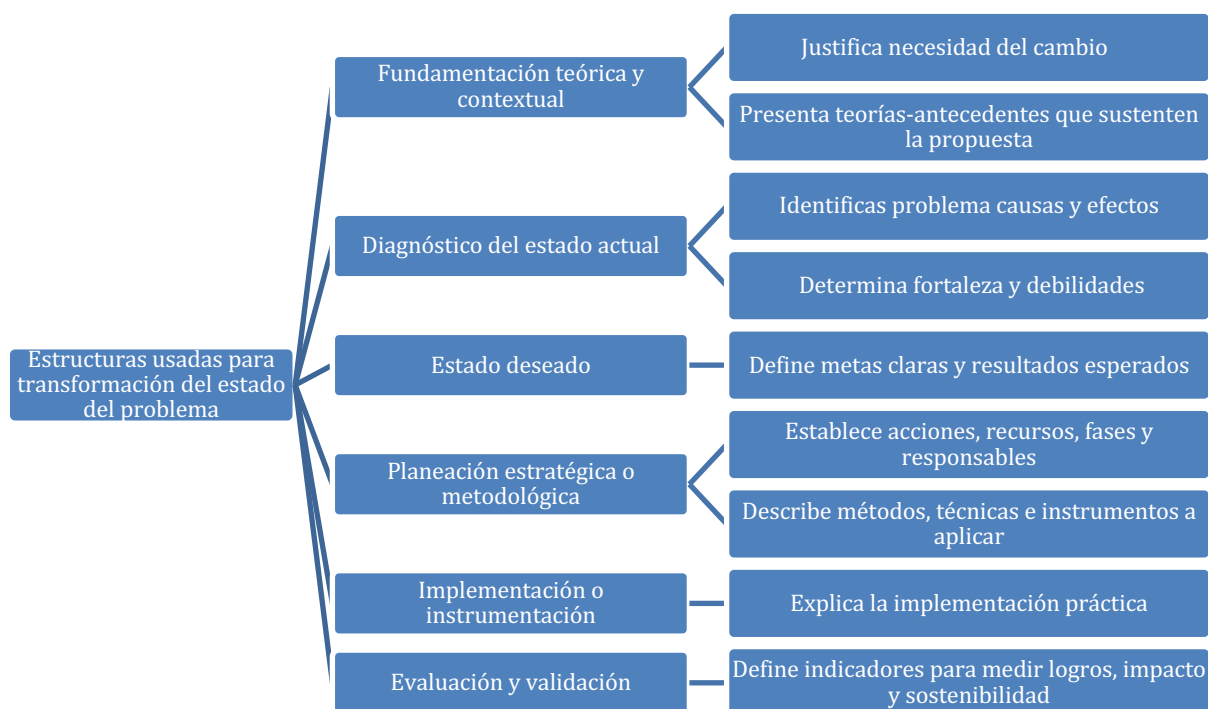 Estructuras usadas para
transformación del estado
del problema
Fundamentación teórica y
contextual
Justifica necesidad del cambio
Presenta teorías-antecedentes que sustenten
la propuesta
Diagnóstico del estado actual
Identificas problema causas y efectos
Determina fortaleza y debilidades
Estado deseado
Define metas claras y resultados esperados
Planeación estratégica o
metodológica
Establece acciones, recursos, fases y
responsables
Describe métodos, técnicas e instrumentos a
aplicar
Implementación o
instrumentación
Explica la implementación práctica
Evaluación y validación
Define indicadores para medir logros, impacto
y sostenibilidad